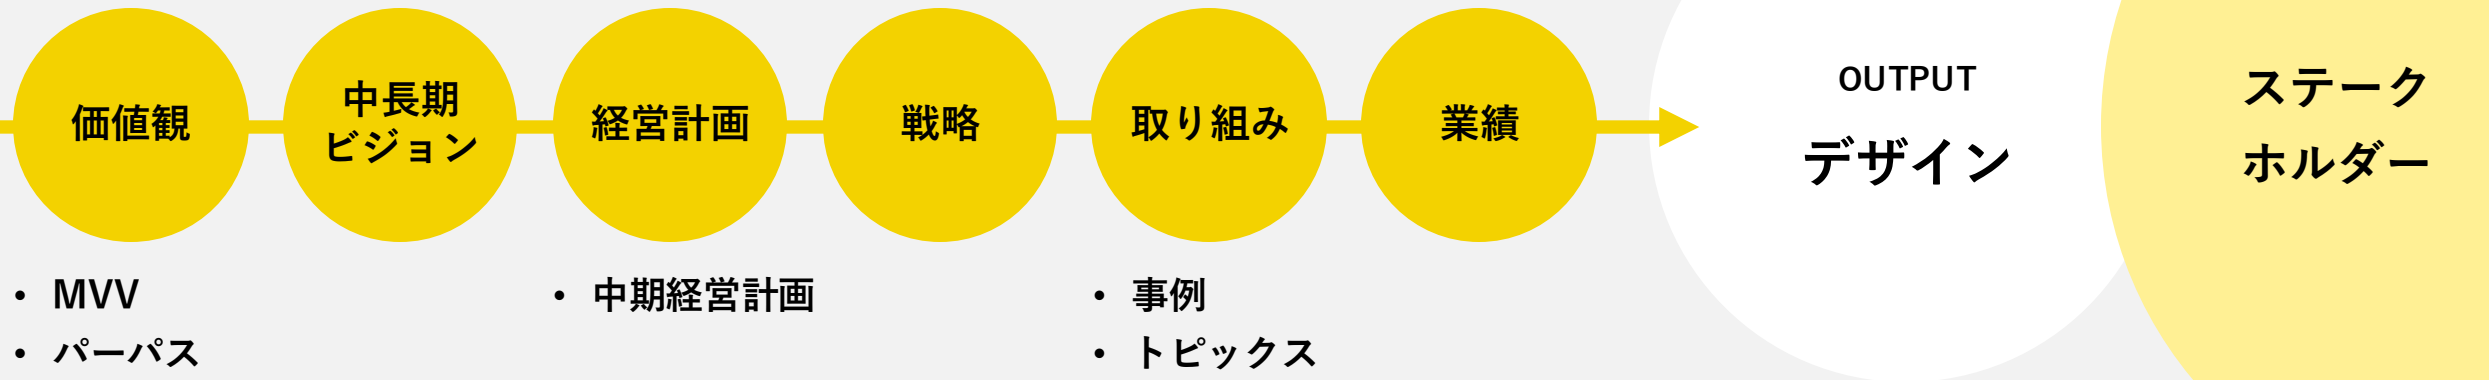 価値観
中長期
ビジョン
経営計画
戦略
取り組み
業績
OUTPUT
デザイン
ステーク
ホルダー
• MVV
• パーパス
• 中期経営計画
• 事例
• トピックス